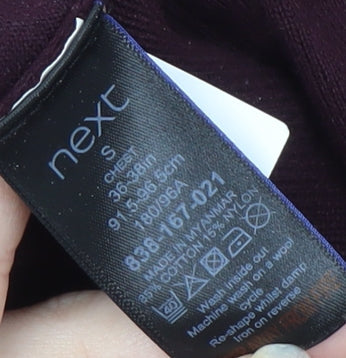 next
S
CHEST
36-38in
91.5-96.5cm
180/96A
838-167-021
MADE IN MYANMAR
85% COTTON 15% NYLON
Wash inside out
Machine wash on a wool
cycle
Re-shape whilst damp
Iron on reverse